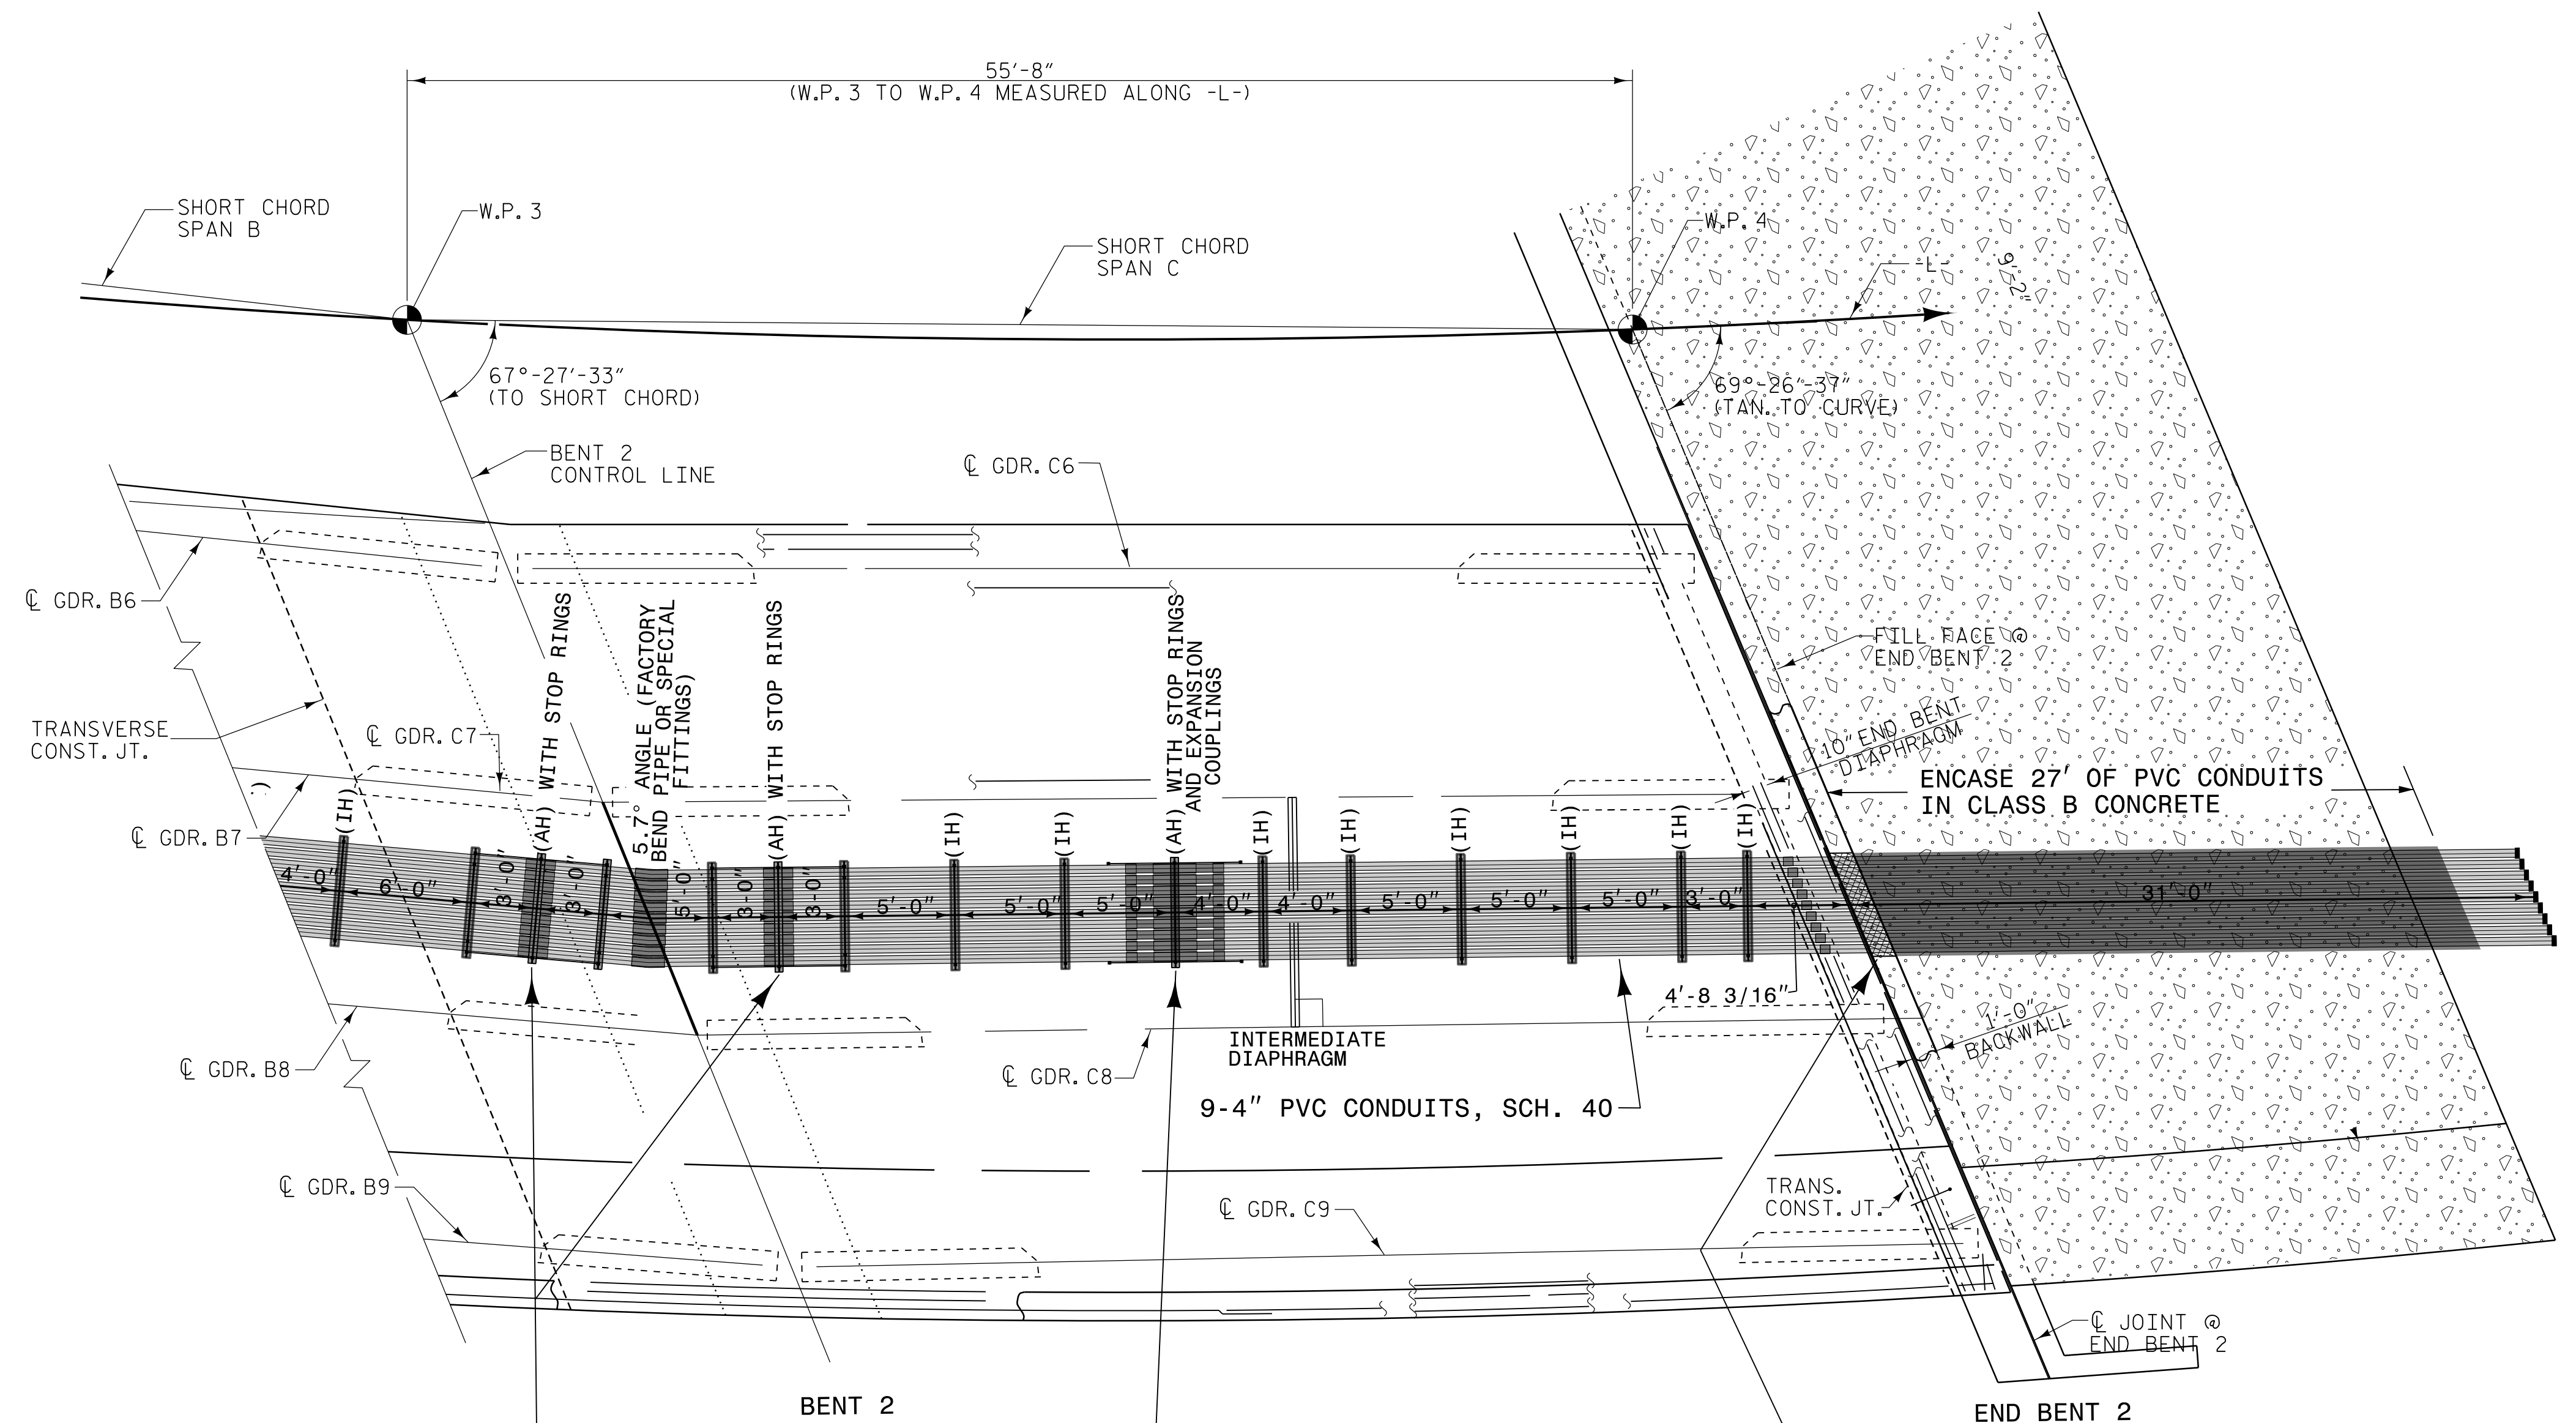 55'-8"
(W.P. 3 TO W.P. 4 MEASURED ALONG -L-)
SHORT CHORD
SPAN B
W.P. 3
SHORT CHORD
SPAN C
W.P. 4
-L-
9'-2"
67°-27'-33"
(TO SHORT CHORD)
69°-26'-37"
(TAN. TO CURVE)
BENT 2
CONTROL LINE
℄ GDR. C6
℄ GDR. B6
TRANSVERSE
CONST. JT.
℄ GDR. C7
℄ GDR. B7
(AH) WITH STOP RINGS
5.7° ANGLE (FACTORY
BEND PIPE OR SPECIAL
FITTINGS)
(AH) WITH STOP RINGS
(AH) WITH STOP RINGS
AND EXPANSION
COUPLINGS
FILL FACE @
END BENT 2
10" END BENT
DIAPHRAGM
ENCASE 27' OF PVC CONDUITS
IN CLASS B CONCRETE
)
(IH)
(IH)
(IH)
(IH)
(IH)
(IH)
(IH)
(IH)
(IH)
4'-0"
6'-0"
3'-0"
3'-0"
5'-0"
3-0"
3-0"
5'-0"
5'-0"
5'-0"
4'-0"
4'-0"
5'-0"
5'-0"
5'-0"
3'-0"
31'-0"
4'-8 3/16"
1'-0"
BACKWALL
INTERMEDIATE
DIAPHRAGM
℄ GDR. B8
℄ GDR. C8
9-4" PVC CONDUITS, SCH. 40
℄ GDR. B9
℄ GDR. C9
TRANS.
CONST. JT.
℄ JOINT @
END BENT 2
BENT 2
END BENT 2